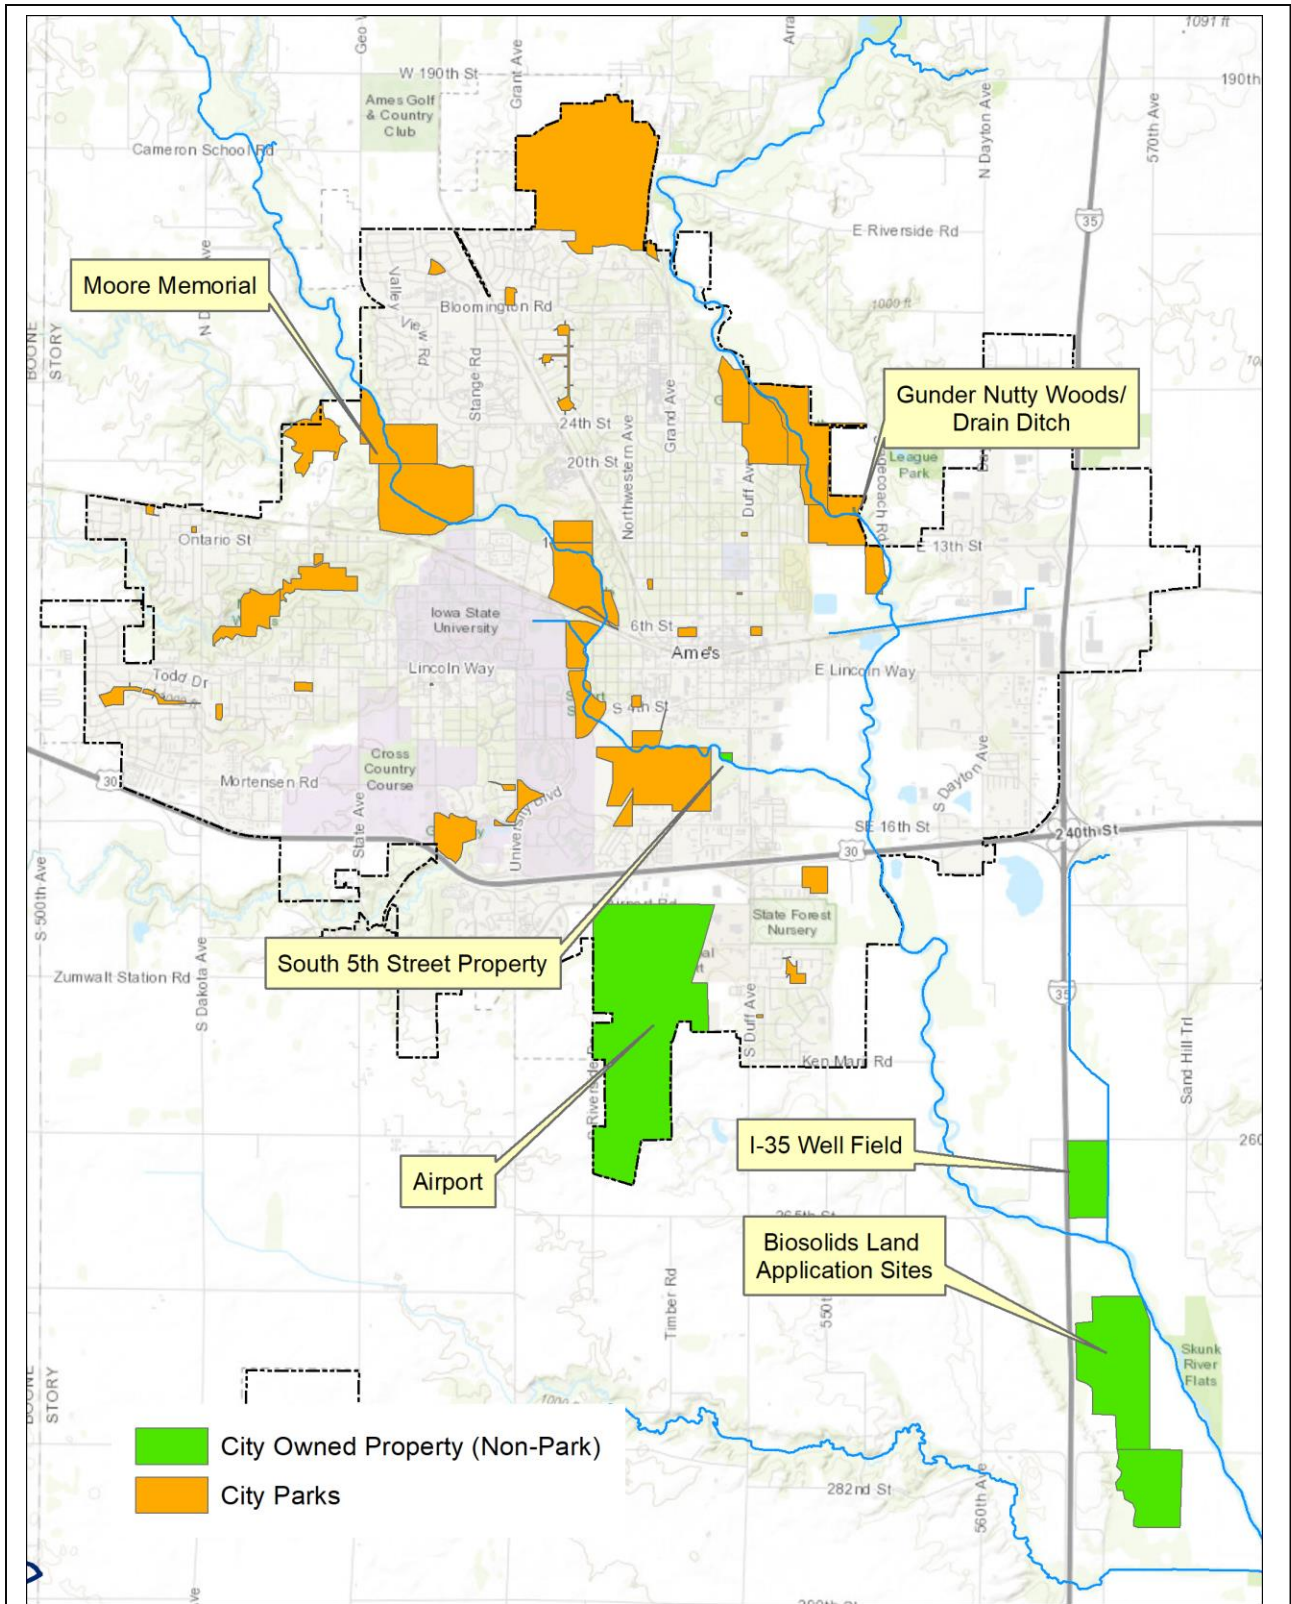 1091 ft
W 190th St
190th
Grant Ave
Ames Golf
& Country
Club
N Dayton Ave
570th Ave
Cameron School Rd
35
E Riverside Rd
Moore Memorial
Valley
View Rd
Bloomington Rd
1000 ft
BOONE
STORY
Stange Rd
Grand Ave
Gunder Nutty Woods/
Drain Ditch
24th St
20th St
Northwestern Ave
Duff Ave
League
Park
Ontario St
E 13th St
Iowa State
University
6th St
Ames
Lincoln Way
E Lincoln Way
Todd Dr
1000 ft
S 4th St
Cross
Country
Course
30
Mortensen Rd
S Dayton Ave
State Ave
University Blvd
SE 16th St
240th St
30
S 500th Ave
Airport Rd
State Forest
Nursery
South 5th Street Property
Zumwalt Station Rd
S Dakota Ave
35
S Duff Ave
Sand Hill Trl
I-35 Well Field
260
Airport
265th St
Biosolids Land
Application Sites
Timber Rd
Skunk
River
Flats
STORY
City Owned Property (Non-Park)
City Parks
282nd St
560th Ave